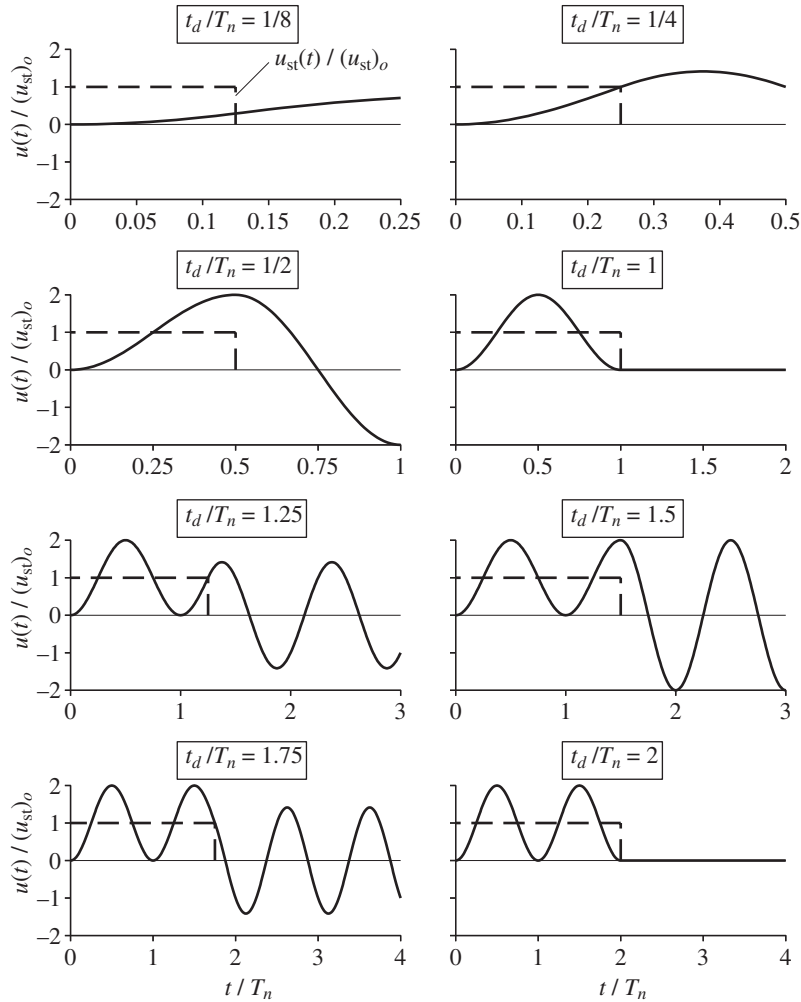 t_d/T_n = 1/8
t_d/T_n = 1/4
u_st(t) / (u_st)_o
u(t) / (u_st)_o
2
1
0
−1
−2
0 0.05 0.1 0.15 0.2 0.25
0 0.1 0.2 0.3 0.4 0.5
t_d/T_n = 1/2
t_d/T_n = 1
u(t) / (u_st)_o
2
1
0
−1
−2
0 0.25 0.5 0.75 1
0 0.5 1 1.5 2
t_d/T_n = 1.25
t_d/T_n = 1.5
u(t) / (u_st)_o
2
1
0
−1
−2
0 1 2 3
0 1 2 3
t_d/T_n = 1.75
t_d/T_n = 2
u(t) / (u_st)_o
2
1
0
−1
−2
0 1 2 3 4
0 1 2 3 4
t / T_n
t / T_n